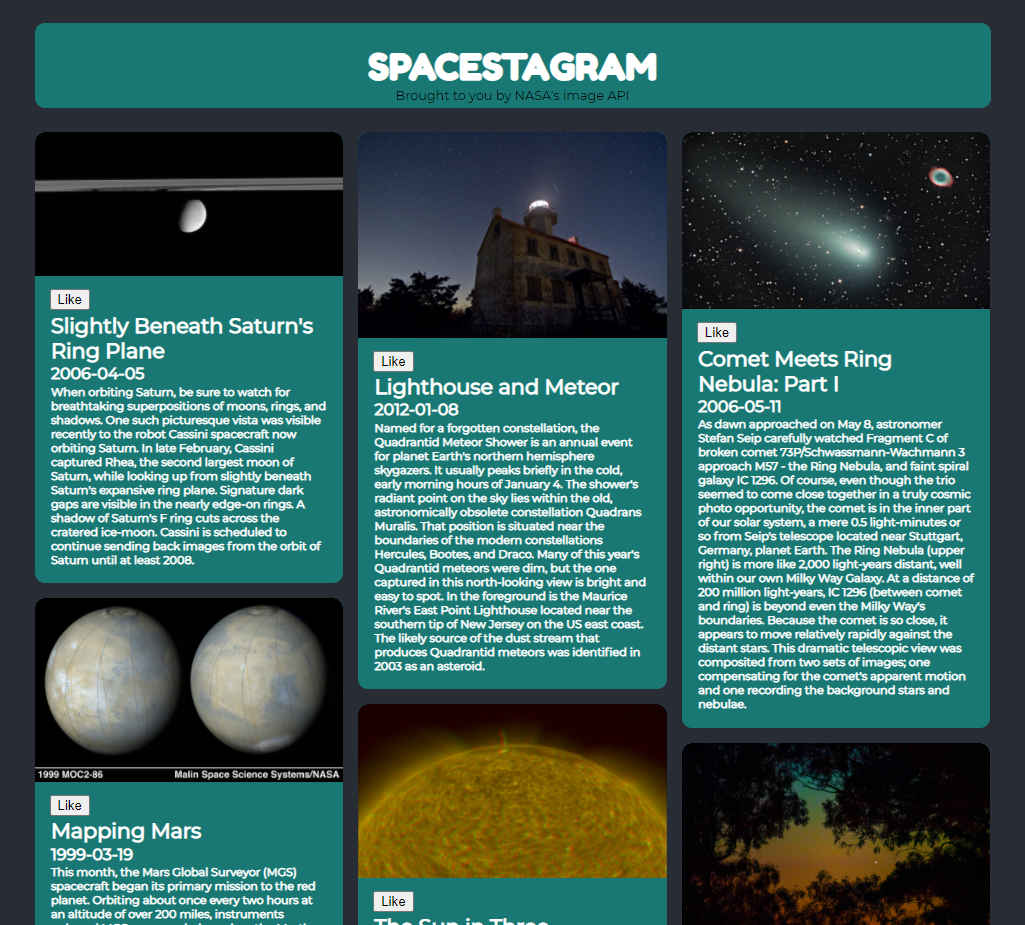 SPACESTAGRAM
Brought to you by NASA's image API
Like
Slightly Beneath Saturn's
Ring Plane
2006-04-05
When orbiting Saturn, be sure to watch for
breathtaking superpositions of moons, rings, and
shadows. One such picturesque vista was visible
recently to the robot Cassini spacecraft now
orbiting Saturn. In late February, Cassini
captured Rhea, the second largest moon of
Saturn, while looking up from slightly beneath
Saturn's expansive ring plane. Signature dark
gaps are visible in the nearly edge-on rings. A
shadow of Saturn's F ring cuts across the
cratered ice-moon. Cassini is scheduled to
continue sending back images from the orbit of
Saturn until at least 2008.
1999 MOC2-86
Malin Space Science Systems/NASA
Like
Mapping Mars
1999-03-19
This month, the Mars Global Surveyor (MGS)
spacecraft began its primary mission to the red
planet. Orbiting about once every two hours at
an altitude of over 200 miles, instruments
Like
Lighthouse and Meteor
2012-01-08
Named for a forgotten constellation, the
Quadrantid Meteor Shower is an annual event
for planet Earth's northern hemisphere
skygazers. It usually peaks briefly in the cold,
early morning hours of January 4. The shower's
radiant point on the sky lies within the old,
astronomically obsolete constellation Quadrans
Muralis. That position is situated near the
boundaries of the modern constellations
Hercules, Bootes, and Draco. Many of this year's
Quadrantid meteors were dim, but the one
captured in this north-looking view is bright and
easy to spot. In the foreground is the Maurice
River's East Point Lighthouse located near the
southern tip of New Jersey on the US east coast.
The likely source of the dust stream that
produces Quadrantid meteors was identified in
2003 as an asteroid.
Like
The Sun in Three
Like
Comet Meets Ring
Nebula: Part I
2006-05-11
As dawn approached on May 8, astronomer
Stefan Seip carefully watched Fragment C of
broken comet 73P/Schwassmann-Wachmann 3
approach M57 - the Ring Nebula, and faint spiral
galaxy IC 1296. Of course, even though the trio
seemed to come close together in a truly cosmic
photo opportunity, the comet is in the inner part
of our solar system, a mere 0.5 light-minutes or
so from Seip's telescope located near Stuttgart,
Germany, planet Earth. The Ring Nebula (upper
right) is more like 2,000 light-years distant, well
within our own Milky Way Galaxy. At a distance of
200 million light-years, IC 1296 (between comet
and ring) is beyond even the Milky Way's
boundaries. Because the comet is so close, it
appears to move relatively rapidly against the
distant stars. This dramatic telescopic view was
composited from two sets of images; one
compensating for the comet's apparent motion
and one recording the background stars and
nebulae.